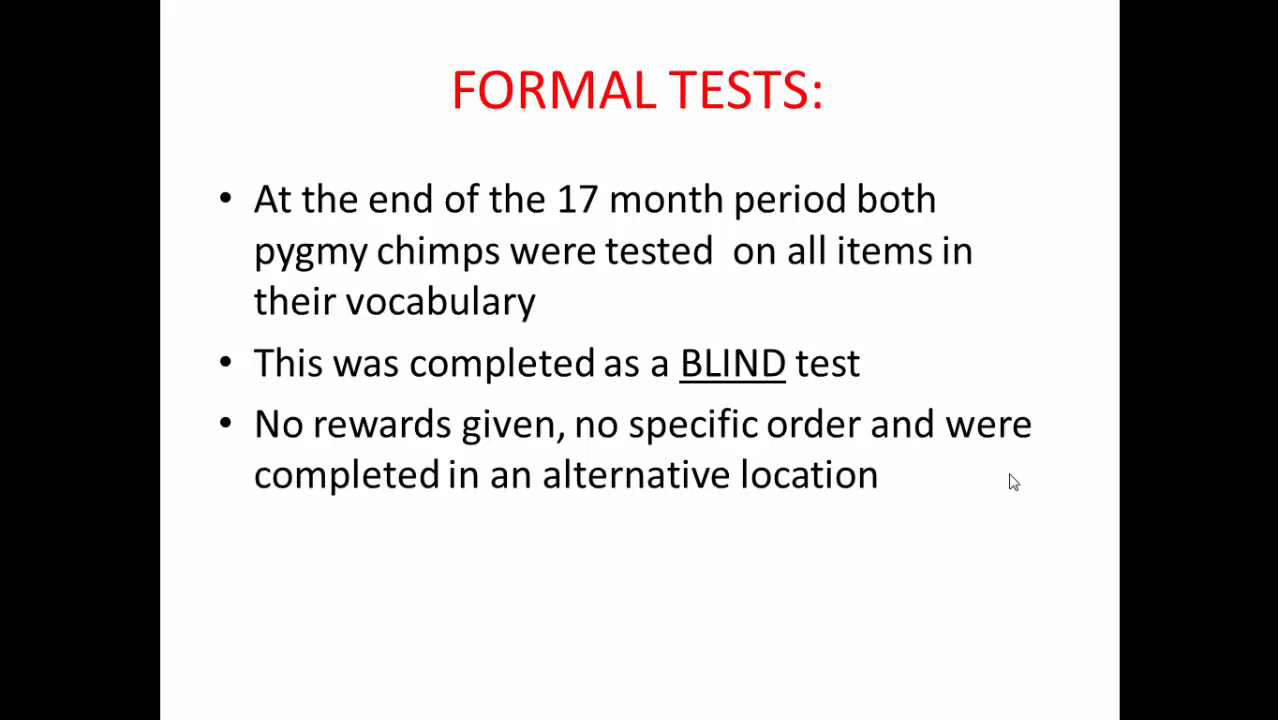 FORMAL TESTS:
• At the end of the 17 month period both
pygmy chimps were tested  on all items in
their vocabulary
• This was completed as a BLIND test
• No rewards given, no specific order and were
completed in an alternative location